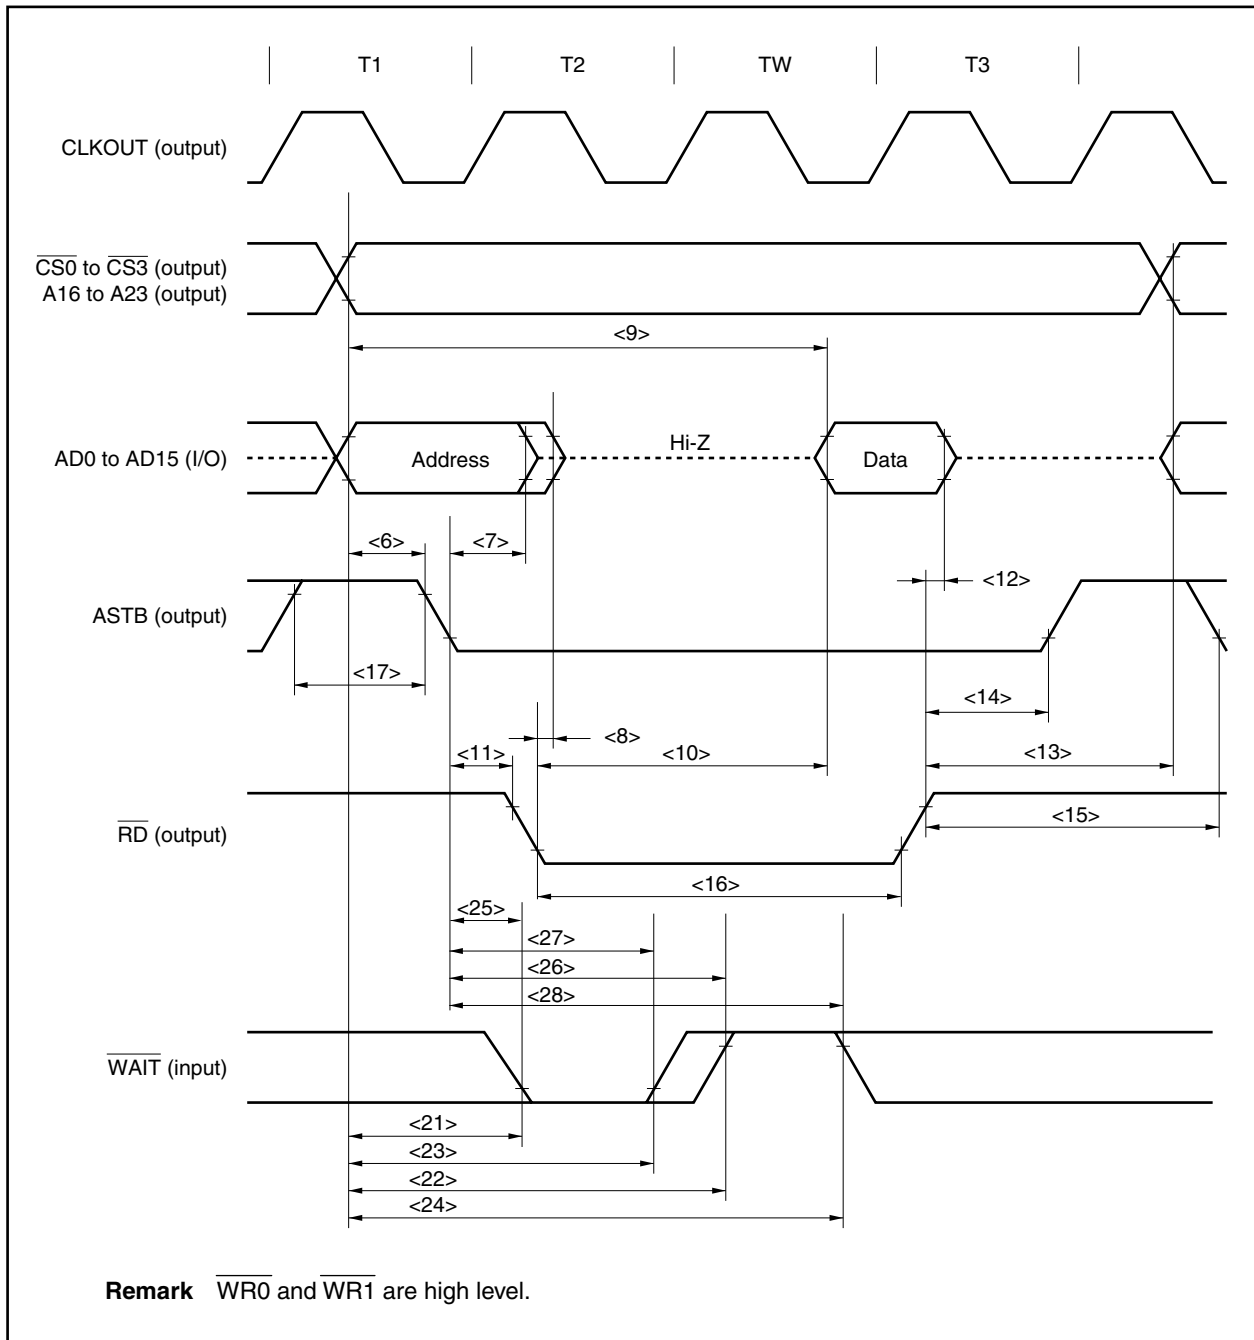 T1 T2 TW T3
CLKOUT (output)
CS0 to CS3 (output)
A16 to A23 (output)
<9>
AD0 to AD15 (I/O)
Address
Hi-Z
Data
<6>
<7>
<12>
ASTB (output)
<17>
<14>
<8>
<11>
<10>
<13>
<15>
RD (output)
<16>
<25>
<27>
<26>
<28>
WAIT (input)
<21>
<23>
<22>
<24>
Remark WR0 and WR1 are high level.